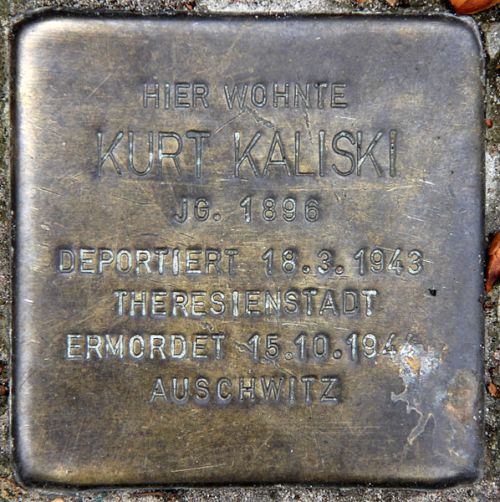 HIER WOHNTE
KURT KALISKI
JG. 1896
DEPORTIERT 18.3.1943
THERESIENSTADT
ERMORDET 15.10.1944
AUSCHWITZ